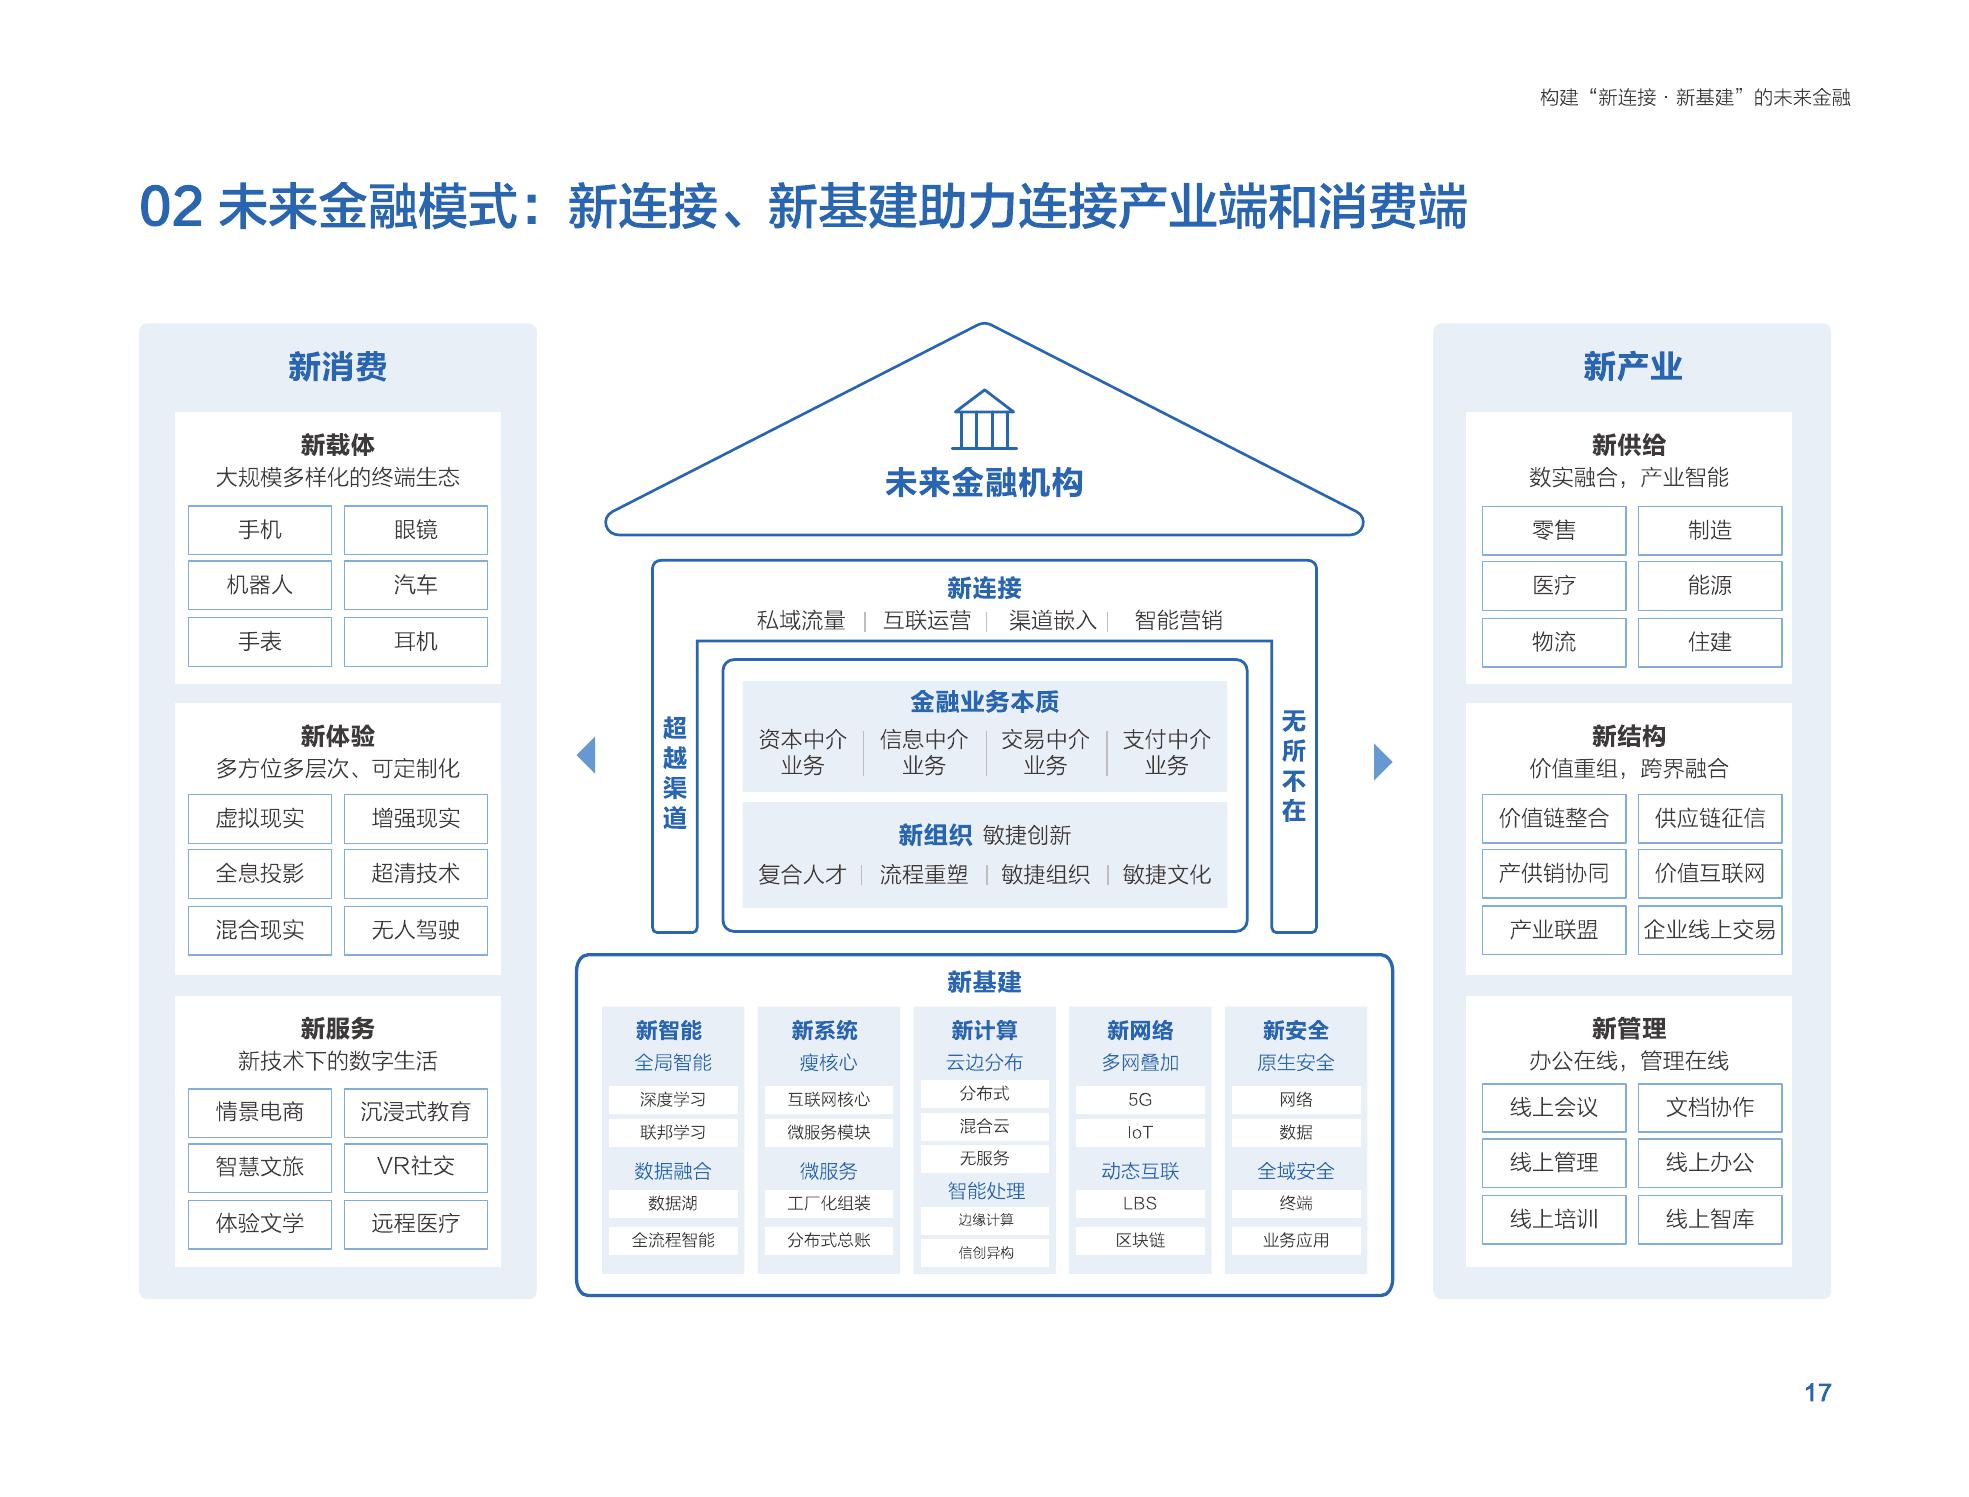 构建“新连接·新基建”的未来金融
02 未来金融模式：新连接、新基建助力连接产业端和消费端
新消费
新载体
大规模多样化的终端生态
手机
眼镜
机器人
汽车
手表
耳机
新体验
多方位多层次、可定制化
虚拟现实
增强现实
全息投影
超清技术
混合现实
无人驾驶
新服务
新技术下的数字生活
情景电商
沉浸式教育
智慧文旅
VR社交
体验文学
远程医疗
未来金融机构
新连接
私域流量
互联运营
渠道嵌入
智能营销
超越渠道
金融业务本质
资本中介
业务
信息中介
业务
交易中介
业务
支付中介
业务
新组织 敏捷创新
复合人才
流程重塑
敏捷组织
敏捷文化
无所不在
新基建
新智能
全局智能
深度学习
联邦学习
数据融合
数据湖
全流程智能
新系统
瘦核心
互联网核心
微服务模块
微服务
工厂化组装
分布式总账
新计算
云边分布
分布式
混合云
无服务
智能处理
边缘计算
信创异构
新网络
多网叠加
5G
IoT
动态互联
LBS
区块链
新安全
原生安全
网络
数据
全域安全
终端
业务应用
新产业
新供给
数实融合，产业智能
零售
制造
医疗
能源
物流
住建
新结构
价值重组，跨界融合
价值链整合
供应链征信
产供销协同
价值互联网
产业联盟
企业线上交易
新管理
办公在线，管理在线
线上会议
文档协作
线上管理
线上办公
线上培训
线上智库
17